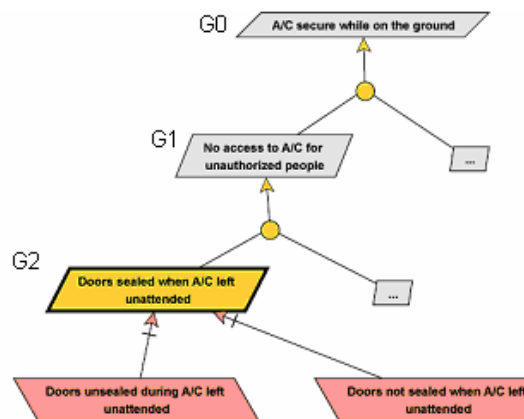 G0
A/C secure while on the ground
G1
No access to A/C for
unauthorized people
...
G2
Doors sealed when A/C left
unattended
...
Doors unsealed during A/C left
unattended
Doors not sealed when A/C left
unattended